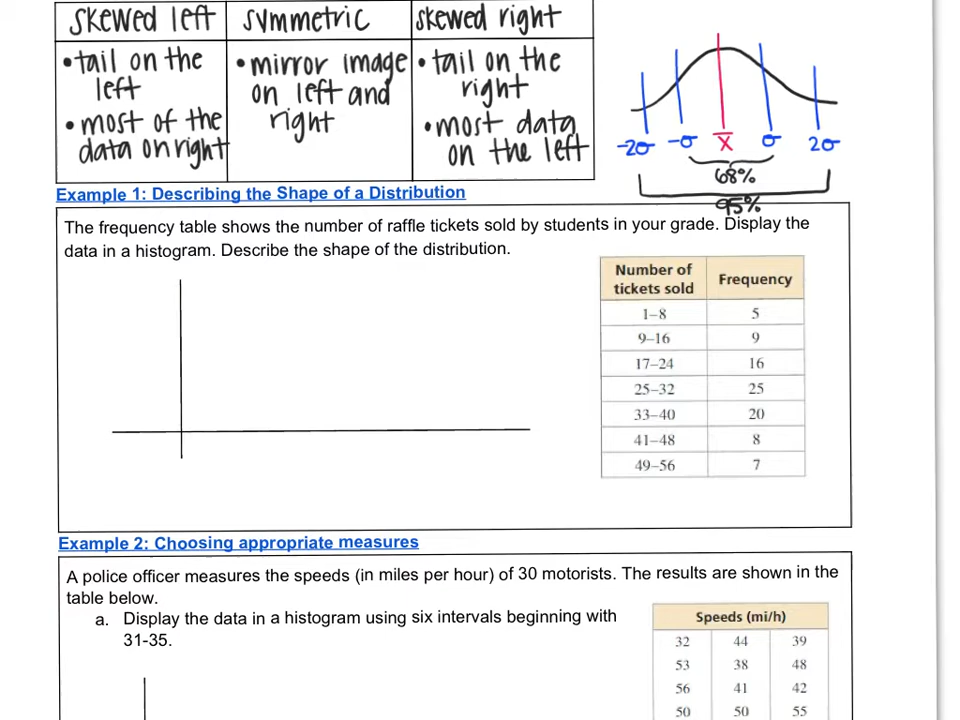 skewed left symmetric skewed right
• tail on the left
• most of the data on right
• mirror image on left and right
• tail on the right
• most data on the left
-2σ -σ x̅ σ 2σ
68%
95%
Example 1: Describing the Shape of a Distribution
The frequency table shows the number of raffle tickets sold by students in your grade. Display the
data in a histogram. Describe the shape of the distribution.
Number of tickets sold Frequency
1–8 5
9–16 9
17–24 16
25–32 25
33–40 20
41–48 8
49–56 7
Example 2: Choosing appropriate measures
A police officer measures the speeds (in miles per hour) of 30 motorists. The results are shown in the
table below.
a. Display the data in a histogram using six intervals beginning with
31-35.
Speeds (mi/h)
32 44 39
53 38 48
56 41 42
50 50 55